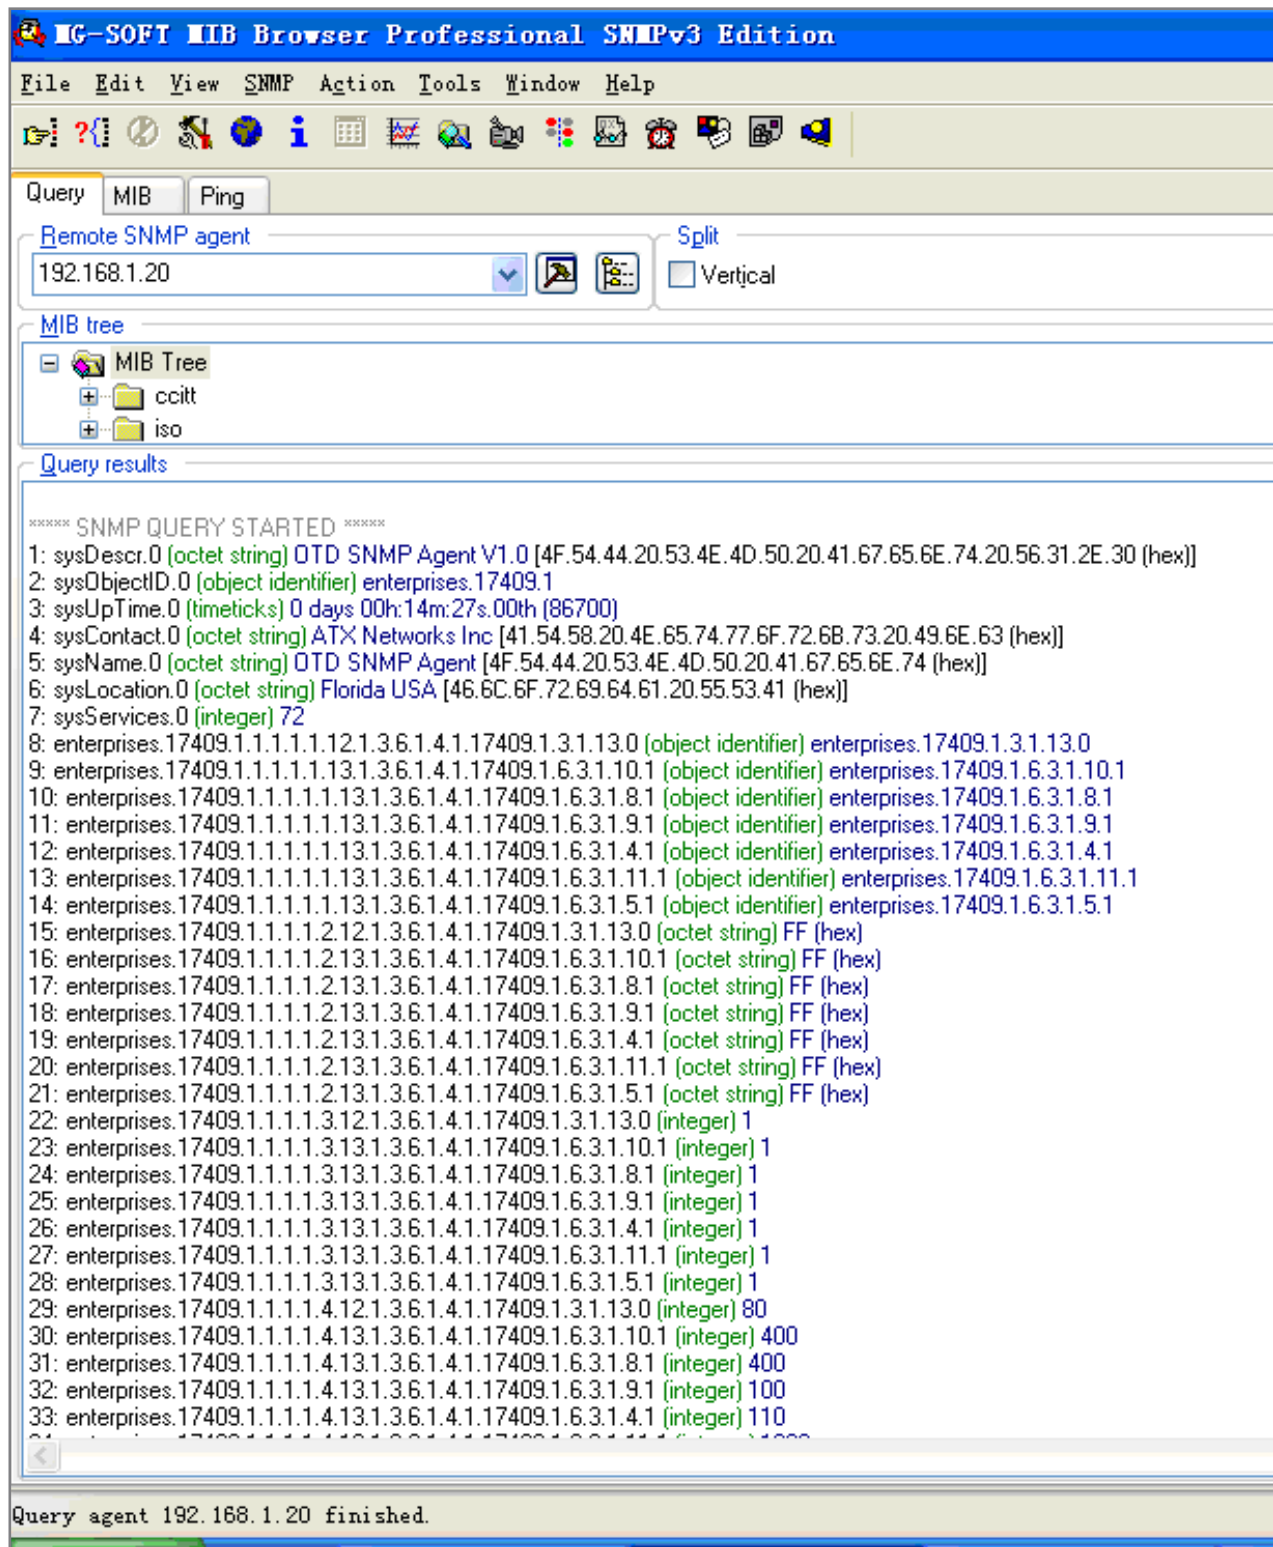 MG-SOFT MIB Browser Professional SNMPv3 Edition
File Edit View SNMP Action Tools Window Help
Query MIB Ping
Remote SNMP agent
Split
192.168.1.20
Vertical
MIB tree
MIB Tree
ccitt
iso
Query results
***** SNMP QUERY STARTED *****
1: sysDescr.0 (octet string) OTD SNMP Agent V1.0 [4F.54.44.20.53.4E.4D.50.20.41.67.65.6E.74.20.56.31.2E.30 (hex)]
2: sysObjectID.0 (object identifier) enterprises.17409.1
3: sysUpTime.0 (timeticks) 0 days 00h:14m:27s.00th (86700)
4: sysContact.0 (octet string) ATX Networks Inc [41.54.58.20.4E.65.74.77.6F.72.6B.73.20.49.6E.63 (hex)]
5: sysName.0 (octet string) OTD SNMP Agent [4F.54.44.20.53.4E.4D.50.20.41.67.65.6E.74 (hex)]
6: sysLocation.0 (octet string) Florida USA [46.6C.6F.72.69.64.61.20.55.53.41 (hex)]
7: sysServices.0 (integer) 72
8: enterprises.17409.1.1.1.1.1.12.1.3.6.1.4.1.17409.1.3.1.13.0 (object identifier) enterprises.17409.1.3.1.13.0
9: enterprises.17409.1.1.1.1.1.13.1.3.6.1.4.1.17409.1.6.3.1.10.1 (object identifier) enterprises.17409.1.6.3.1.10.1
10: enterprises.17409.1.1.1.1.1.13.1.3.6.1.4.1.17409.1.6.3.1.8.1 (object identifier) enterprises.17409.1.6.3.1.8.1
11: enterprises.17409.1.1.1.1.1.13.1.3.6.1.4.1.17409.1.6.3.1.9.1 (object identifier) enterprises.17409.1.6.3.1.9.1
12: enterprises.17409.1.1.1.1.1.13.1.3.6.1.4.1.17409.1.6.3.1.4.1 (object identifier) enterprises.17409.1.6.3.1.4.1
13: enterprises.17409.1.1.1.1.1.13.1.3.6.1.4.1.17409.1.6.3.1.11.1 (object identifier) enterprises.17409.1.6.3.1.11.1
14: enterprises.17409.1.1.1.1.1.13.1.3.6.1.4.1.17409.1.6.3.1.5.1 (object identifier) enterprises.17409.1.6.3.1.5.1
15: enterprises.17409.1.1.1.1.2.12.1.3.6.1.4.1.17409.1.3.1.13.0 (octet string) FF (hex)
16: enterprises.17409.1.1.1.1.2.13.1.3.6.1.4.1.17409.1.6.3.1.10.1 (octet string) FF (hex)
17: enterprises.17409.1.1.1.1.2.13.1.3.6.1.4.1.17409.1.6.3.1.8.1 (octet string) FF (hex)
18: enterprises.17409.1.1.1.1.2.13.1.3.6.1.4.1.17409.1.6.3.1.9.1 (octet string) FF (hex)
19: enterprises.17409.1.1.1.1.2.13.1.3.6.1.4.1.17409.1.6.3.1.4.1 (octet string) FF (hex)
20: enterprises.17409.1.1.1.1.2.13.1.3.6.1.4.1.17409.1.6.3.1.11.1 (octet string) FF (hex)
21: enterprises.17409.1.1.1.1.2.13.1.3.6.1.4.1.17409.1.6.3.1.5.1 (octet string) FF (hex)
22: enterprises.17409.1.1.1.1.3.12.1.3.6.1.4.1.17409.1.3.1.13.0 (integer) 1
23: enterprises.17409.1.1.1.1.3.13.1.3.6.1.4.1.17409.1.6.3.1.10.1 (integer) 1
24: enterprises.17409.1.1.1.1.3.13.1.3.6.1.4.1.17409.1.6.3.1.8.1 (integer) 1
25: enterprises.17409.1.1.1.1.3.13.1.3.6.1.4.1.17409.1.6.3.1.9.1 (integer) 1
26: enterprises.17409.1.1.1.1.3.13.1.3.6.1.4.1.17409.1.6.3.1.4.1 (integer) 1
27: enterprises.17409.1.1.1.1.3.13.1.3.6.1.4.1.17409.1.6.3.1.11.1 (integer) 1
28: enterprises.17409.1.1.1.1.3.13.1.3.6.1.4.1.17409.1.6.3.1.5.1 (integer) 1
29: enterprises.17409.1.1.1.1.4.12.1.3.6.1.4.1.17409.1.3.1.13.0 (integer) 80
30: enterprises.17409.1.1.1.1.4.13.1.3.6.1.4.1.17409.1.6.3.1.10.1 (integer) 400
31: enterprises.17409.1.1.1.1.4.13.1.3.6.1.4.1.17409.1.6.3.1.8.1 (integer) 400
32: enterprises.17409.1.1.1.1.4.13.1.3.6.1.4.1.17409.1.6.3.1.9.1 (integer) 100
33: enterprises.17409.1.1.1.1.4.13.1.3.6.1.4.1.17409.1.6.3.1.4.1 (integer) 110
Query agent 192.168.1.20 finished.